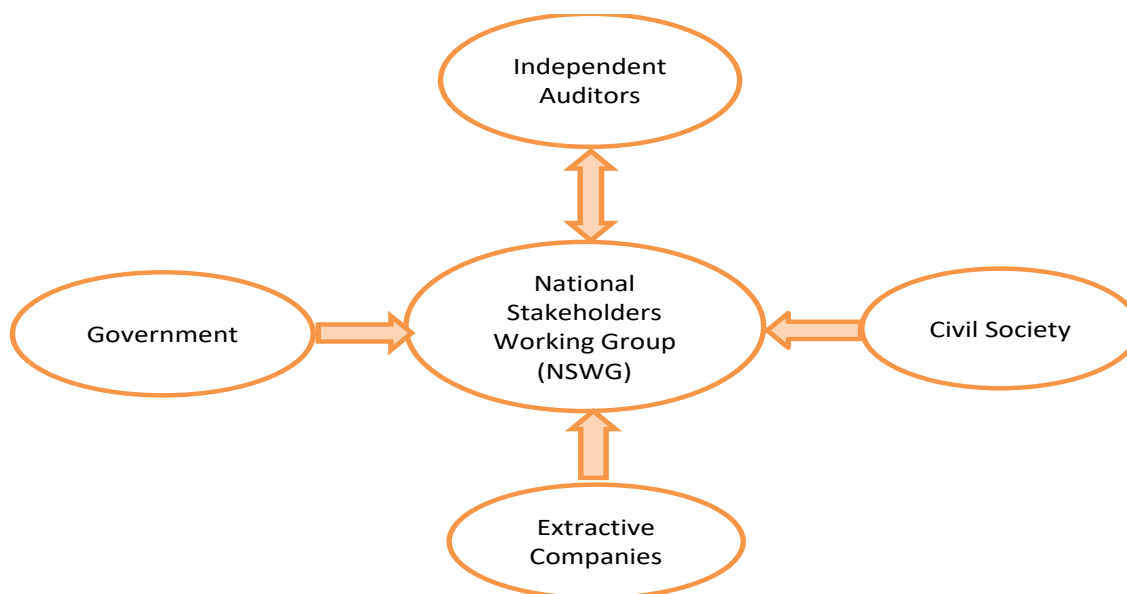 Independent
Auditors
National
Stakeholders
Working Group
(NSWG)
Government
Civil Society
Extractive
Companies